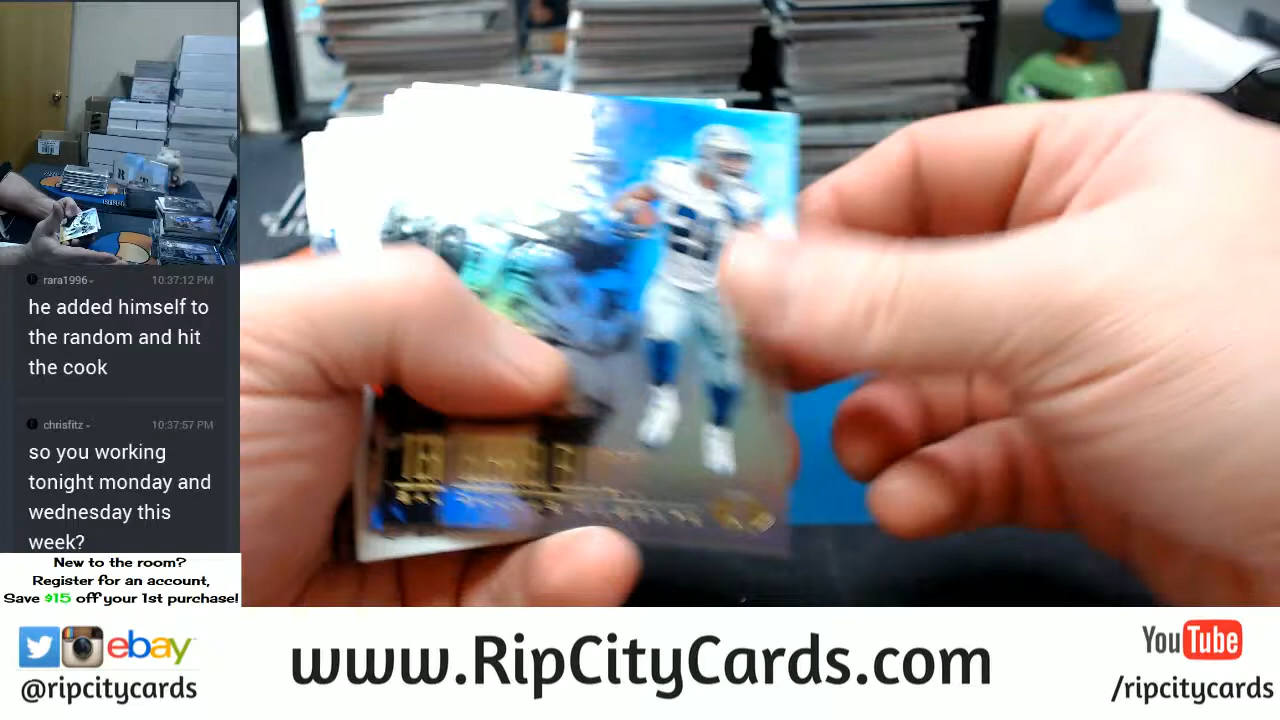 rara1996
10:37:12 PM
he added himself to
the random and hit
the cook
chrisfitz
10:37:57 PM
so you working
tonight monday and
wednesday this
week?
New to the room?
Register for an account,
Save $15 off your 1st purchase!
ebay
@ripcitycards
www.RipCityCards.com
YouTube
/ripcitycards